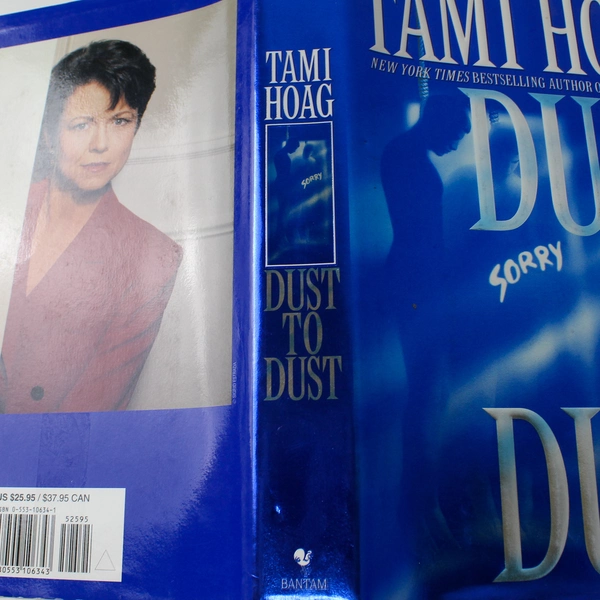 US $25.95 / $37.95 CAN
ISBN 0-553-10634-1
52595
TAMI
HOAG
SORRY
DUST
TO
DUST
BANTAM
TAMI HO
NEW YORK TIMES BESTSELLING AUTHOR O
DU
SORRY
DU